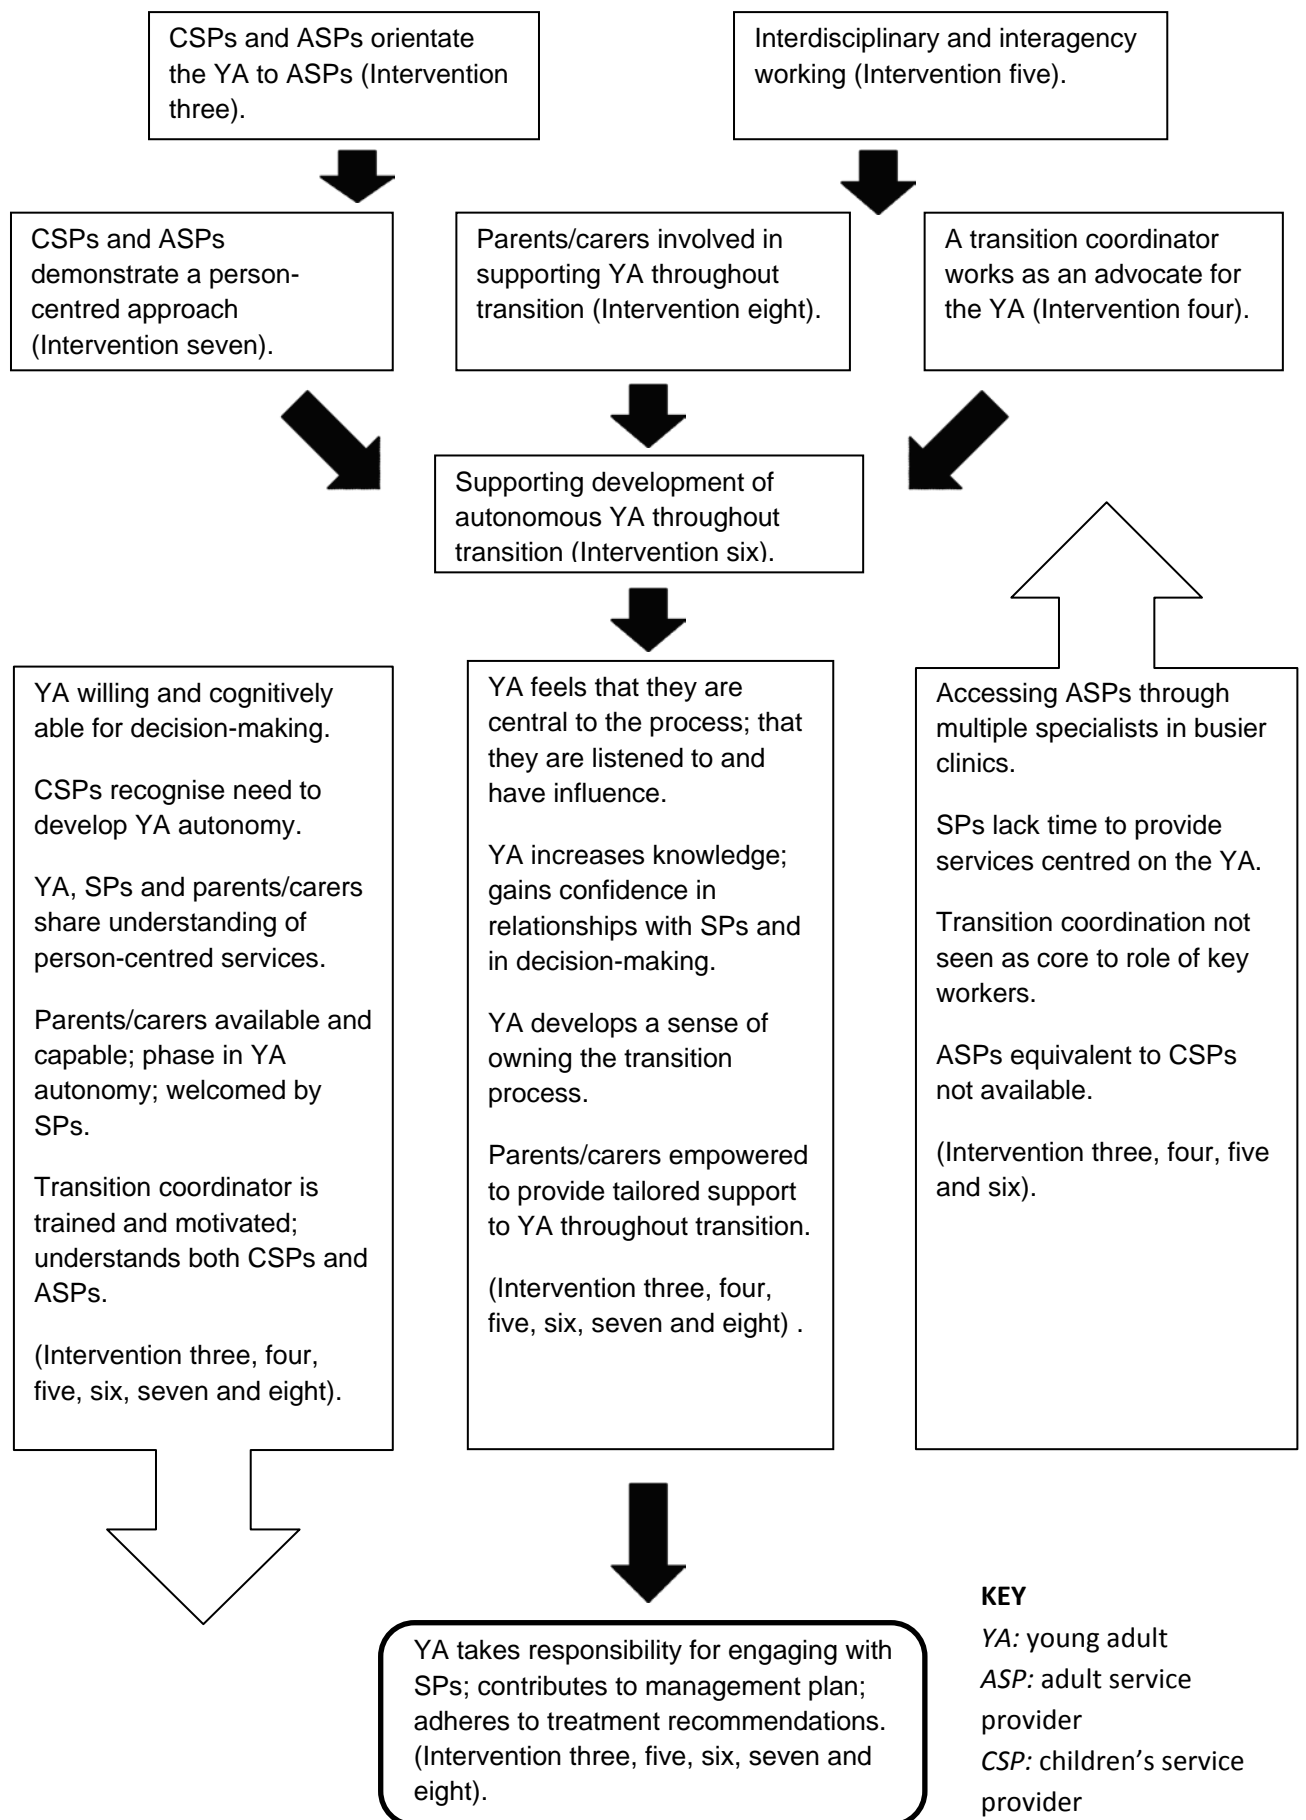 CSPs and ASPs orientate
the YA to ASPs (Intervention
three).
Interdisciplinary and interagency
working (Intervention five).
CSPs and ASPs
demonstrate a person-
centred approach
(Intervention seven).
Parents/carers involved in
supporting YA throughout
transition (Intervention eight).
A transition coordinator
works as an advocate for
the YA (Intervention four).
Supporting development of
autonomous YA throughout
transition (Intervention six).
YA willing and cognitively
able for decision-making.
CSPs recognise need to
develop YA autonomy.
YA, SPs and parents/carers
share understanding of
person-centred services.
Parents/carers available and
capable; phase in YA
autonomy; welcomed by
SPs.
Transition coordinator is
trained and motivated;
understands both CSPs and
ASPs.
(Intervention three, four,
five, six, seven and eight).
YA feels that they are
central to the process; that
they are listened to and
have influence.
YA increases knowledge;
gains confidence in
relationships with SPs and
in decision-making.
YA develops a sense of
owning the transition
process.
Parents/carers empowered
to provide tailored support
to YA throughout transition.
(Intervention three, four,
five, six, seven and eight) .
Accessing ASPs through
multiple specialists in busier
clinics.
SPs lack time to provide
services centred on the YA.
Transition coordination not
seen as core to role of key
workers.
ASPs equivalent to CSPs
not available.
(Intervention three, four, five
and six).
YA takes responsibility for engaging with
SPs; contributes to management plan;
adheres to treatment recommendations.
(Intervention three, five, six, seven and
eight).
KEY
YA: young adult
ASP: adult service
provider
CSP: children's service
provider